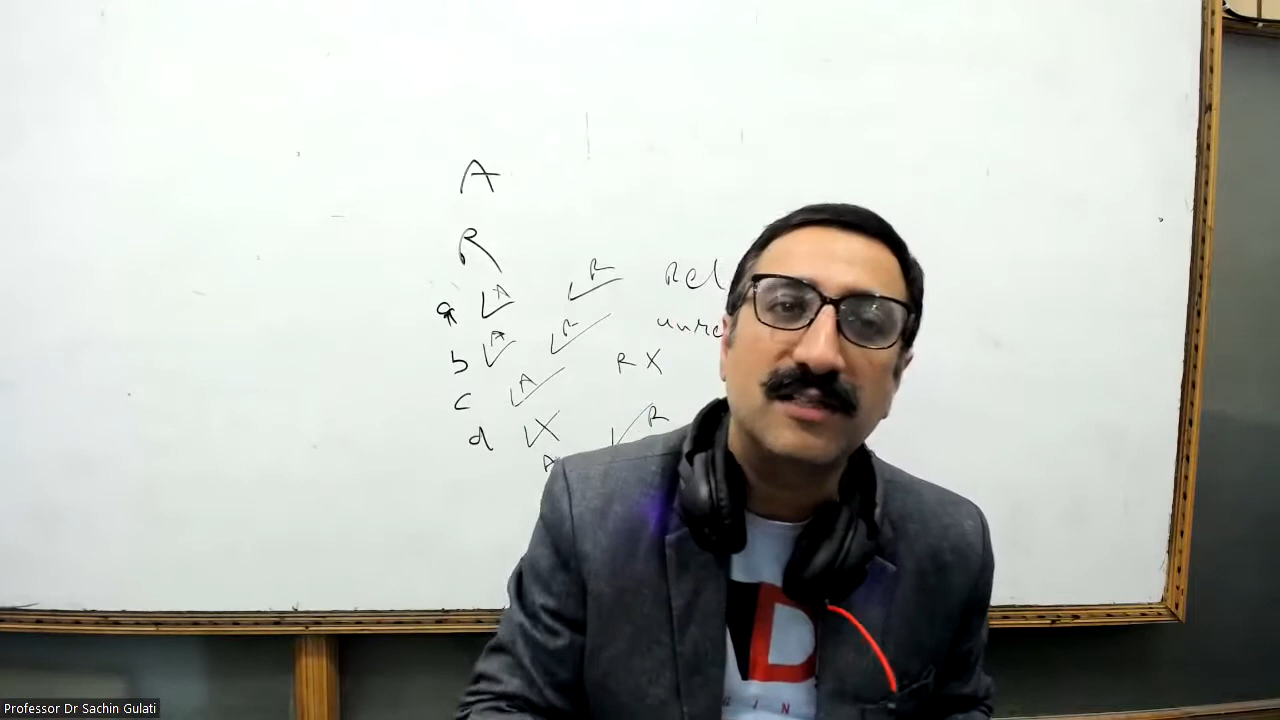 A
R
a ✓ A ✓ R Rel
b ✓ A ✓ R unre
c ✓ A R X
d X ✓ R
A
D
G I N
Professor Dr Sachin Gulati